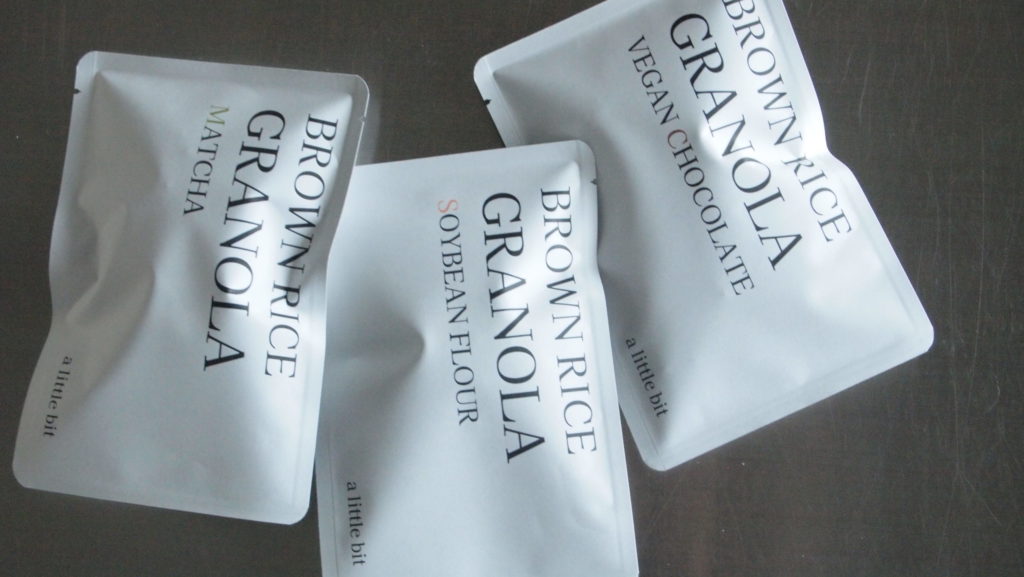 BROWN RICE
GRANOLA
MATCHA
a little bit
BROWN RICE
GRANOLA
SOYBEAN FLOUR
a little bit
BROWN RICE
GRANOLA
VEGAN CHOCOLATE
a little bit